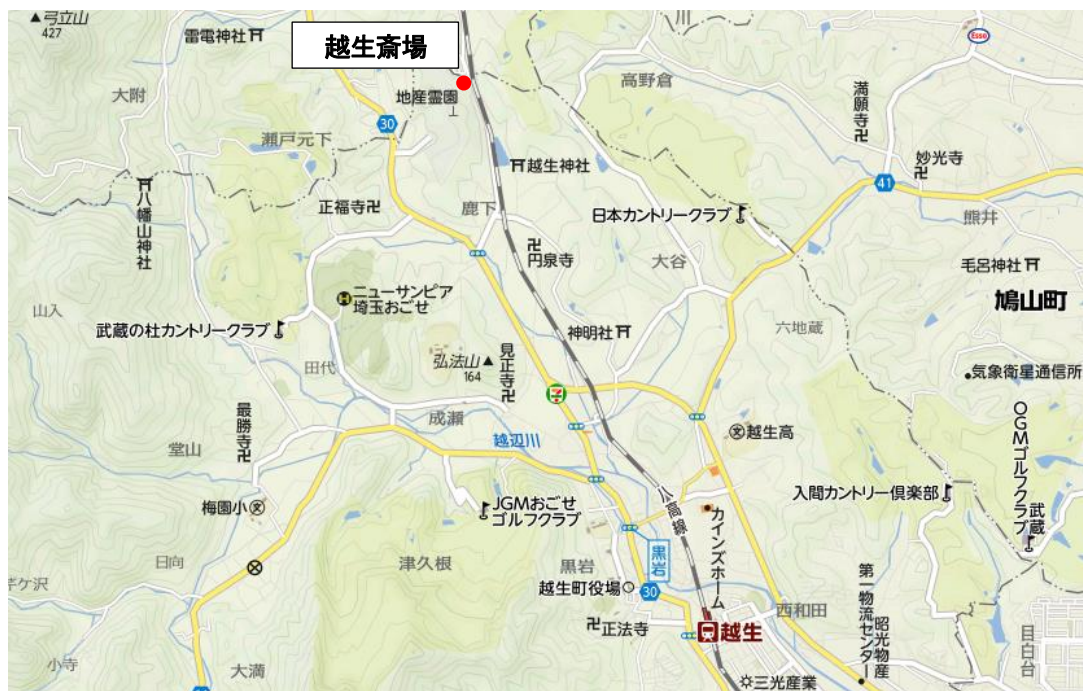 弓立山
427
雷電神社
越生斎場
川
Esso
高野倉
満願寺
大附
地産霊園
30
瀬戸元下
妙光寺
41
越生神社
八幡山神社
正福寺
鹿下
日本カントリークラブ
熊井
円泉寺
大谷
毛呂神社
ニューサンピア
埼玉おごせ
鳩山町
山入
武蔵の杜カントリークラブ
神明社
六地蔵
弘法山
164
見正寺
田代
気象衛星通信所
7
最勝寺
成瀬
越辺川
越生高
堂山
OGMゴルフクラブ
武蔵
入間カントリー倶楽部
梅園小
JGMおごせ
ゴルフクラブ
八高線
カインズホーム
黒岩
日向
津久根
黒岩
ケ沢
越生町役場
30
第一物流センター
昭光物産
西和田
正法寺
越生
目白台
小寺
大満
三光産業